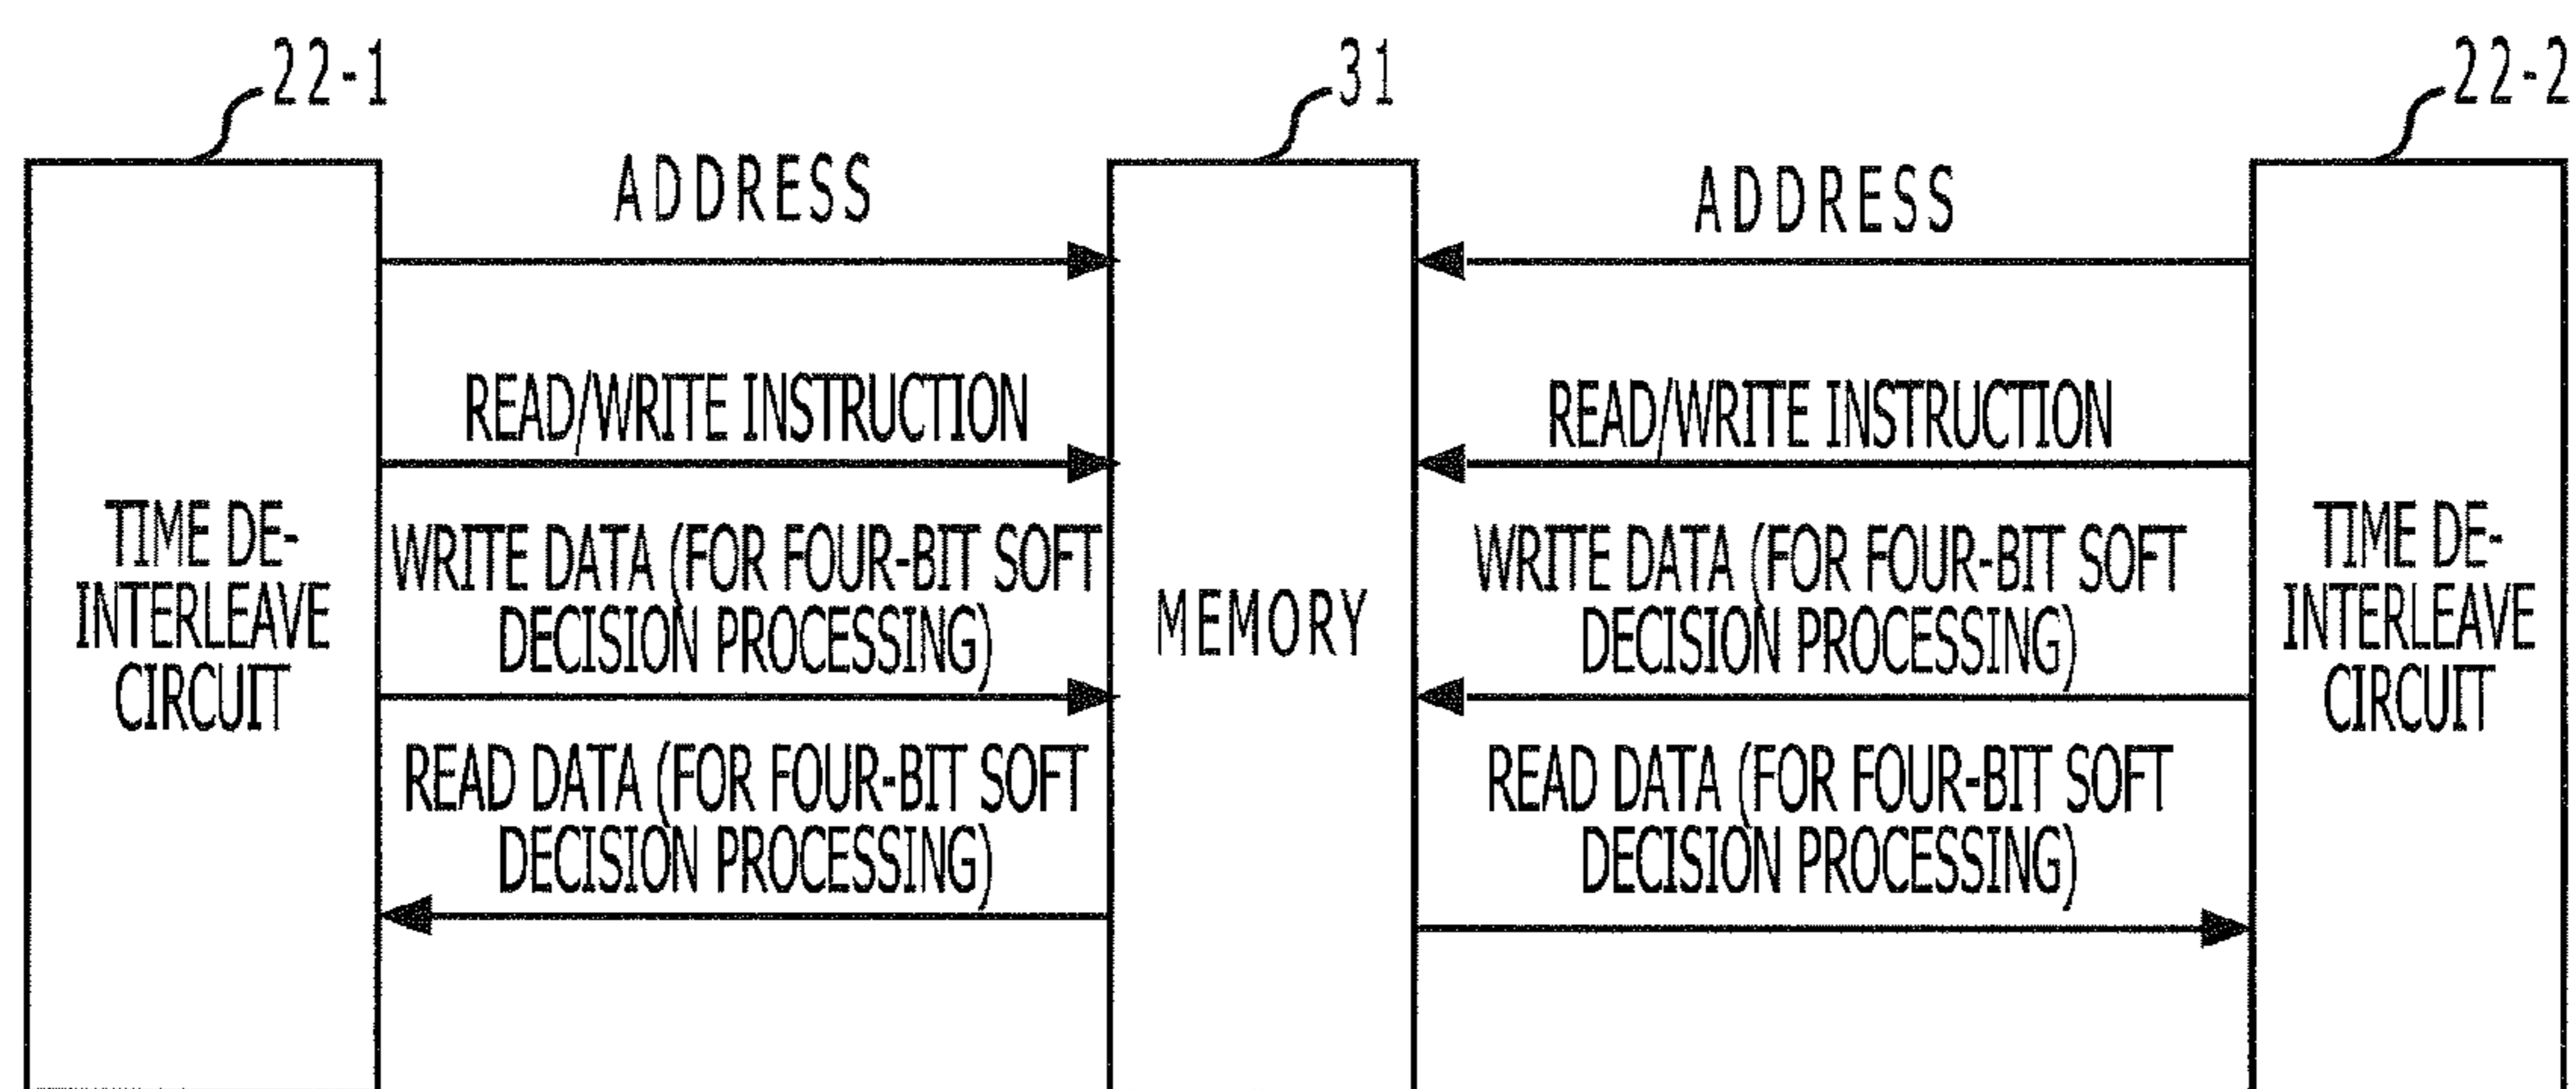 22-1
31
22-2
ADDRESS
ADDRESS
READ/WRITE INSTRUCTION
READ/WRITE INSTRUCTION
TIME DE-
INTERLEAVE
CIRCUIT
WRITE DATA (FOR FOUR-BIT SOFT
DECISION PROCESSING)
MEMORY
WRITE DATA (FOR FOUR-BIT SOFT
DECISION PROCESSING)
TIME DE-
INTERLEAVE
CIRCUIT
READ DATA (FOR FOUR-BIT SOFT
DECISION PROCESSING)
READ DATA (FOR FOUR-BIT SOFT
DECISION PROCESSING)